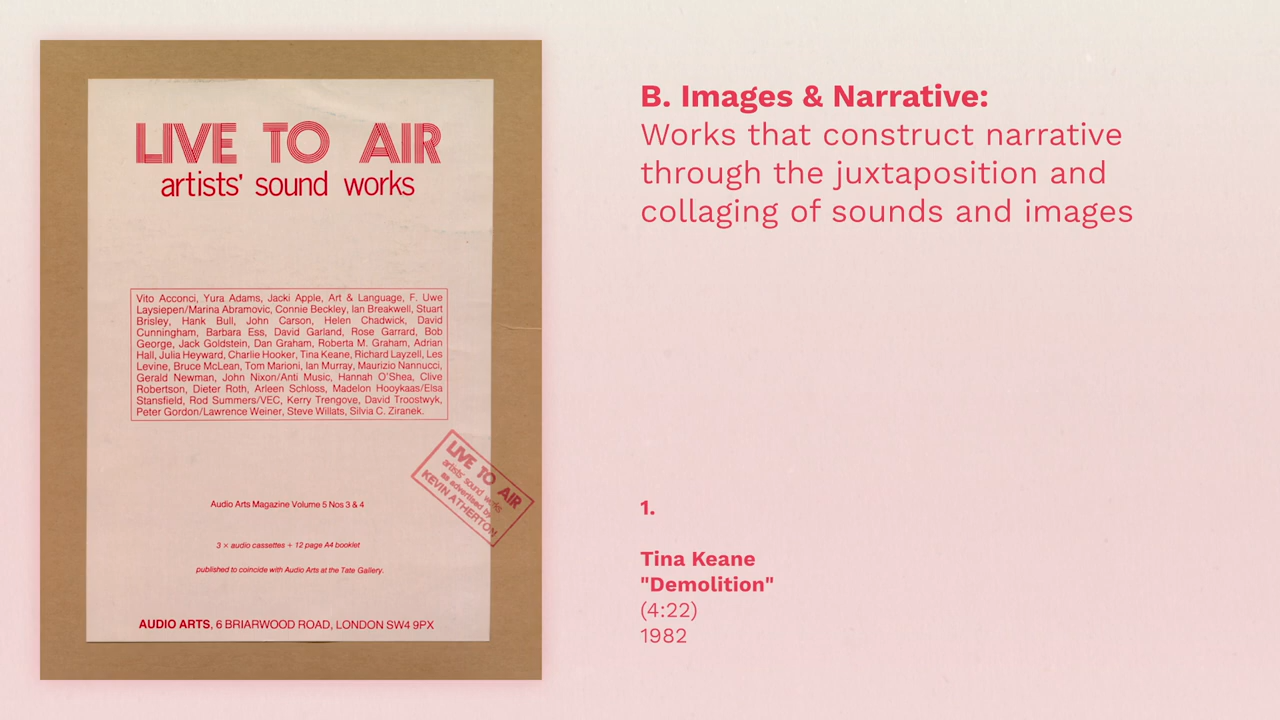 LIVE TO AIR
artists' sound works
Vito Acconci, Yura Adams, Jacki Apple, Art & Language, F. Uwe
Laysiepen/Marina Abramovic, Connie Beckley, Ian Breakwell, Stuart
Brisley, Hank Bull, John Carson, Helen Chadwick, David
Cunningham, Barbara Ess, David Garland, Rose Garrard, Bob
George, Jack Goldstein, Dan Graham, Roberta M. Graham, Adrian
Hall, Julia Heyward, Charlie Hooker, Tina Keane, Richard Layzell, Les
Levine, Bruce McLean, Tom Marioni, Ian Murray, Maurizio Nannucci,
Gerald Newman, John Nixon/Anti Music, Hannah O'Shea, Clive
Robertson, Dieter Roth, Arleen Schloss, Madelon Hooykaas/Elsa
Stansfield, Rod Summers/VEC, Kerry Trengove, David Troostwyk,
Peter Gordon/Lawrence Weiner, Steve Willats, Silvia C. Ziranek.
LIVE TO AIR
artists' sound works
as advertised by
KEVIN ATHERTON
Audio Arts Magazine Volume 5 Nos 3 & 4
3 × audio cassettes + 12 page A4 booklet
published to coincide with Audio Arts at the Tate Gallery.
AUDIO ARTS, 6 BRIARWOOD ROAD, LONDON SW4 9PX
B. Images & Narrative:
Works that construct narrative
through the juxtaposition and
collaging of sounds and images
1.
Tina Keane
"Demolition"
(4:22)
1982